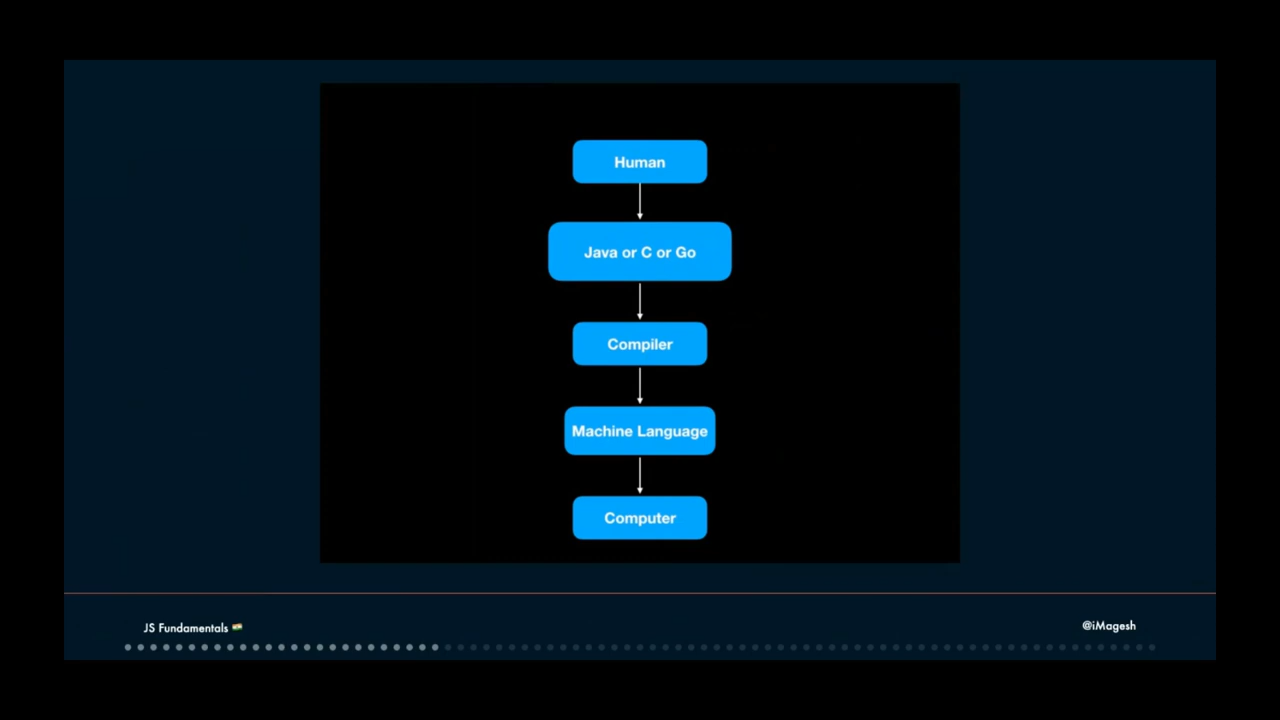 Human
Java or C or Go
Compiler
Machine Language
Computer
JS Fundamentals 🇮🇳
@iMagesh